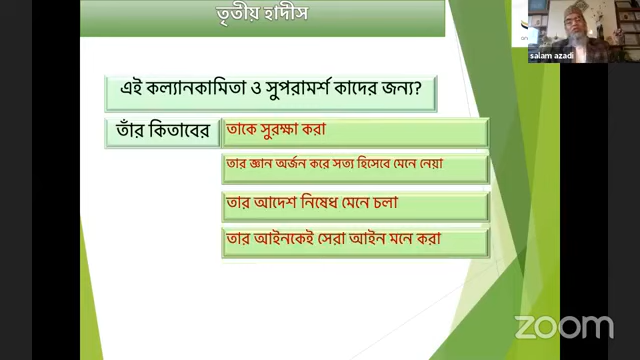 তৃতীয় হাদীস
salam azadi
এই কল্যানকামিতা ও সুপরামর্শ কাদের জন্য?
তাঁর কিতাবের
তাকে সুরক্ষা করা
তার জ্ঞান অর্জন করে সত্য হিসেবে মেনে নেয়া
তার আদেশ নিষেধ মেনে চলা
তার আইনকেই সেরা আইন মনে করা
zoom